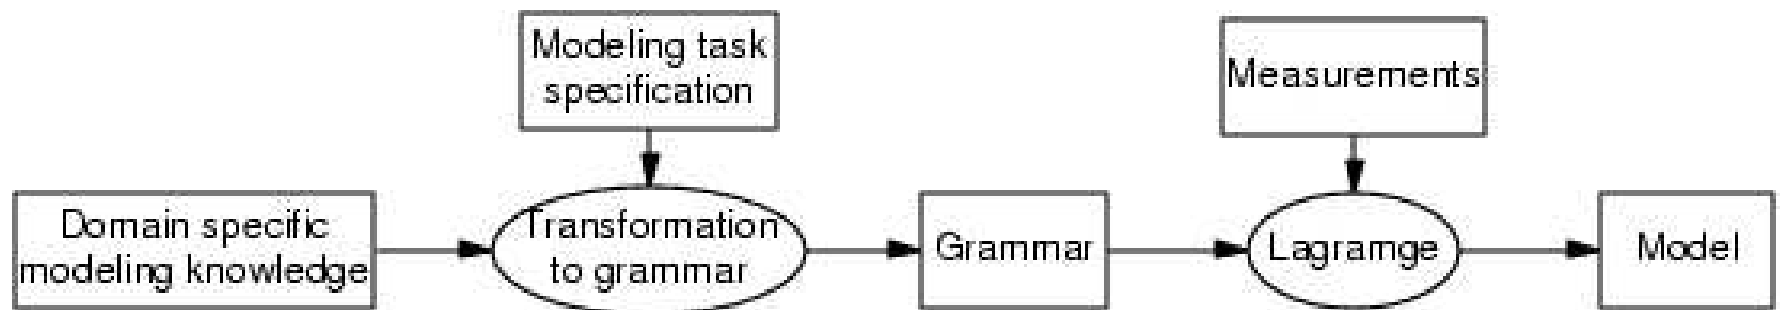 Modeling task
specification
Measurements
Domain specific
modeling knowledge
Transformation
to grammar
Grammar
Lagramge
Model